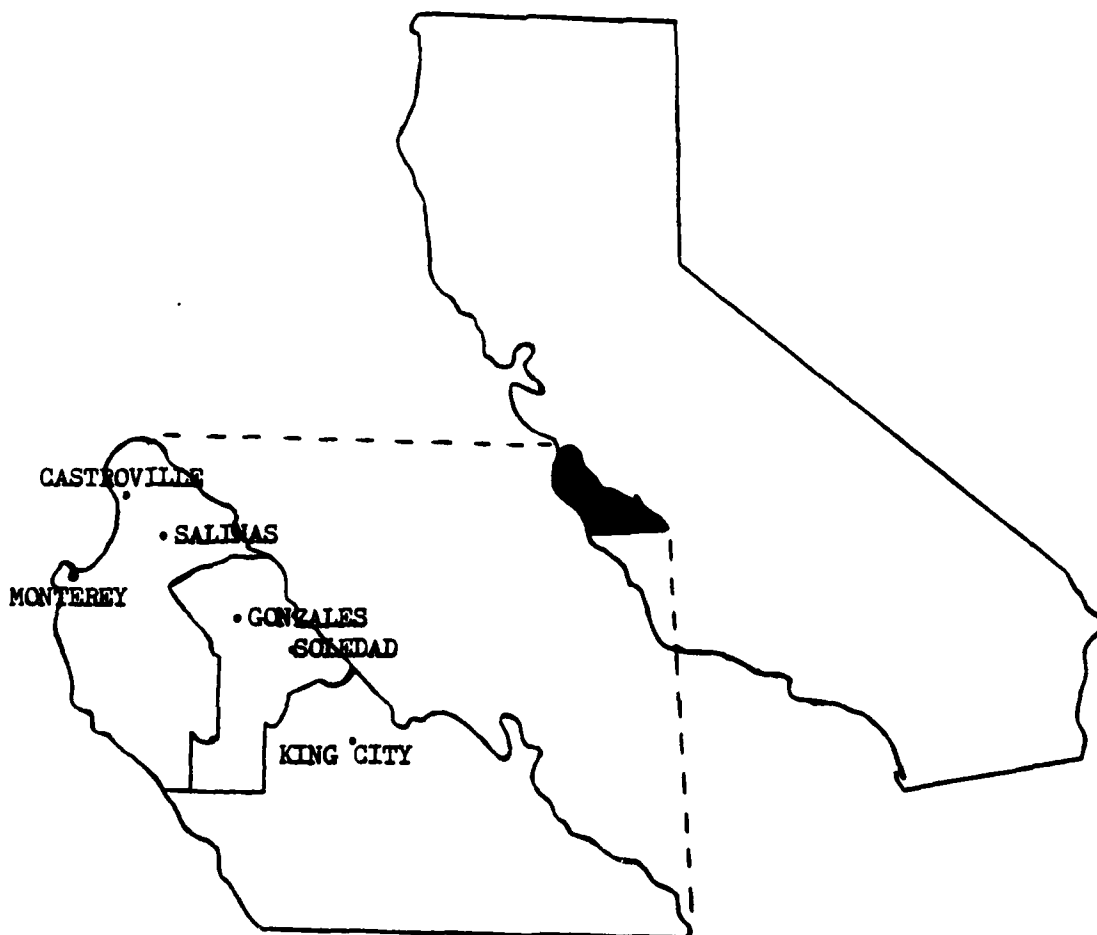 CASTROVILLE
SALINAS
MONTEREY
GONZALES
SOLEDAD
KING CITY